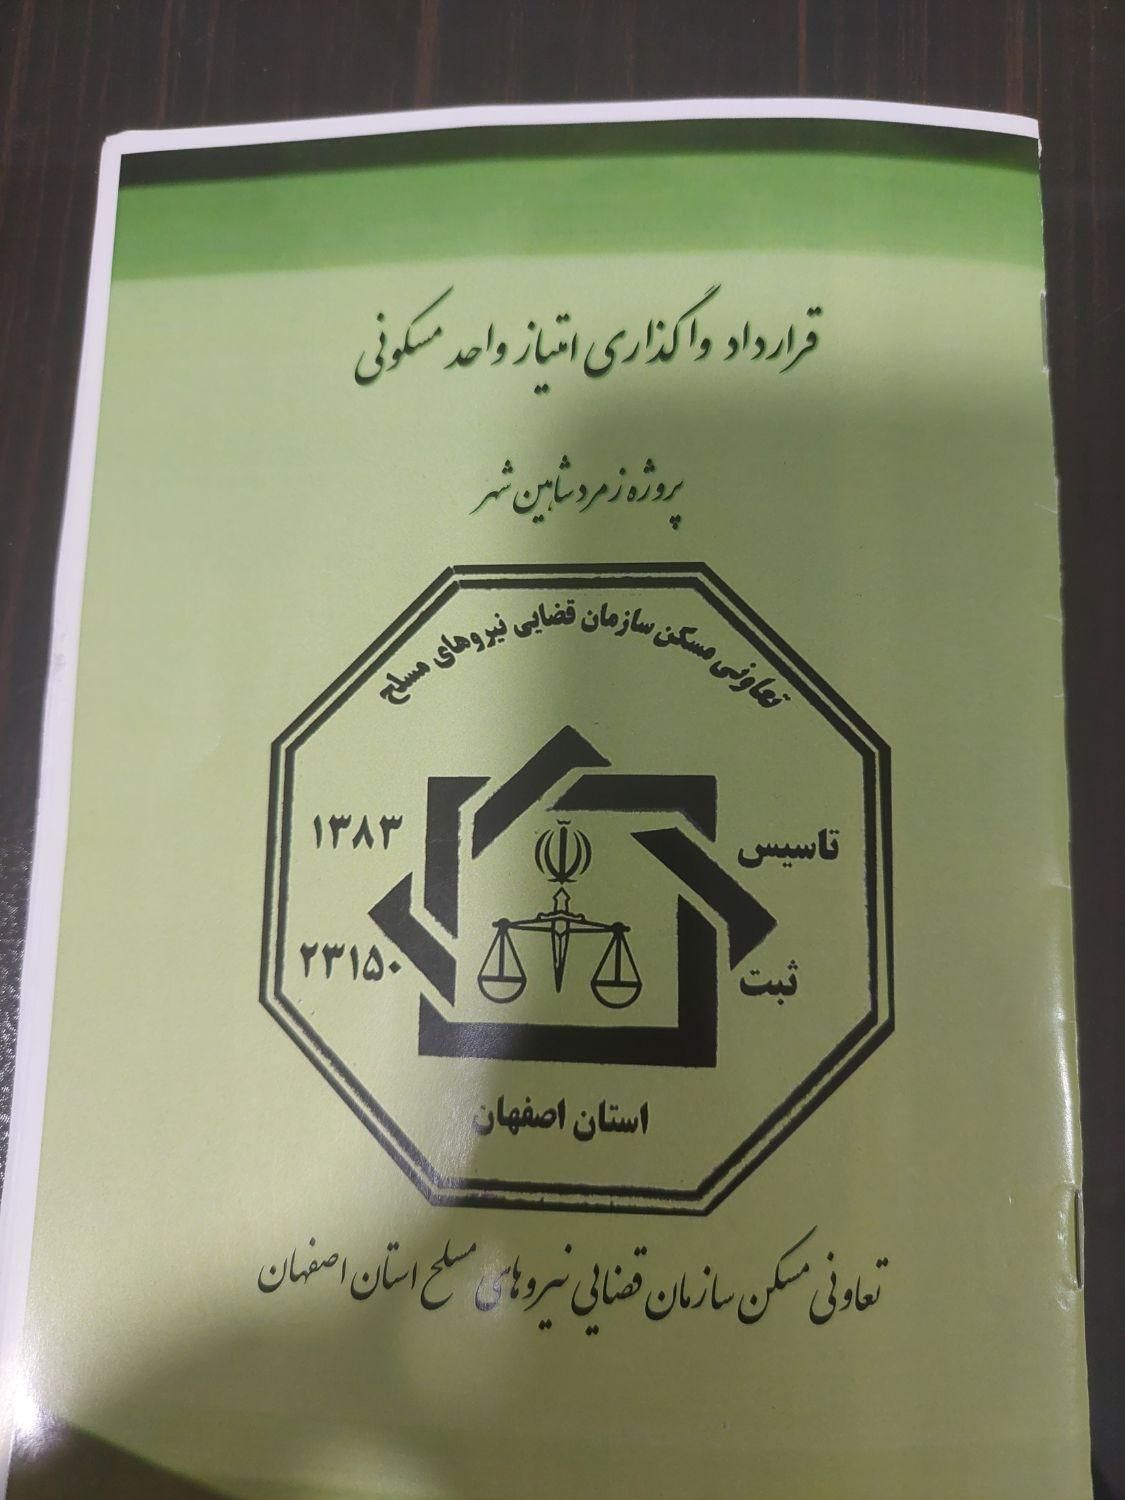 قرارداد واگذاری امتیاز واحد مسکونی
پروژه زمرد شاهین شهر
تعاونی مسکن سازمان قضایی نیروهای مسلح
تاسیس ۱۳۸۳
ثبت ۲۳۱۵۰
استان اصفهان
تعاونی مسکن سازمان قضایی نیروهای مسلح استان اصفهان